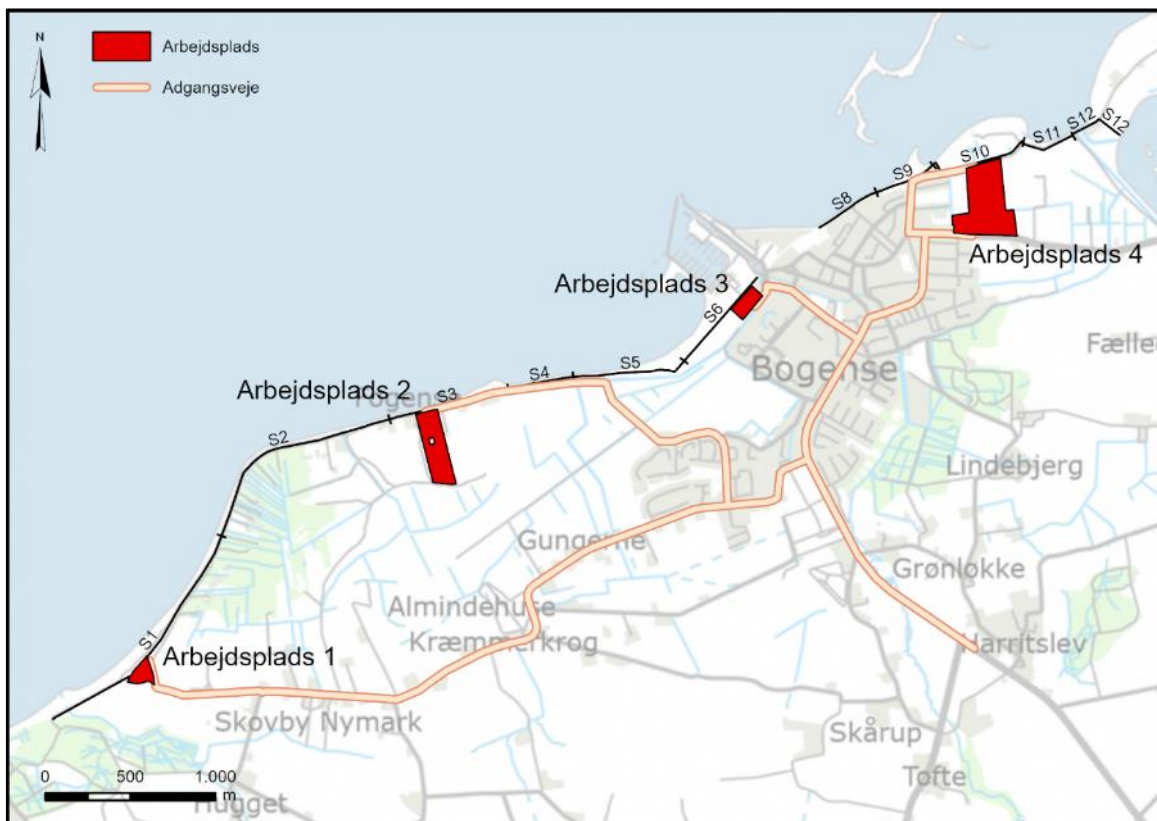 N
Arbejdsplads
Adgangsveje
S12
S12
S11
S10
S9
S8
Arbejdsplads 4
Arbejdsplads 3
S6
Bogense
S5
S4
Arbejdsplads 2
S3
S2
Lindebjerg
Gungerne
Grønløkke
Almindehuse
Kræmmerkrog
Harritslev
S1
Arbejdsplads 1
Skovby Nymark
Skårup
Tofte
0 500 1.000
m
Hugget